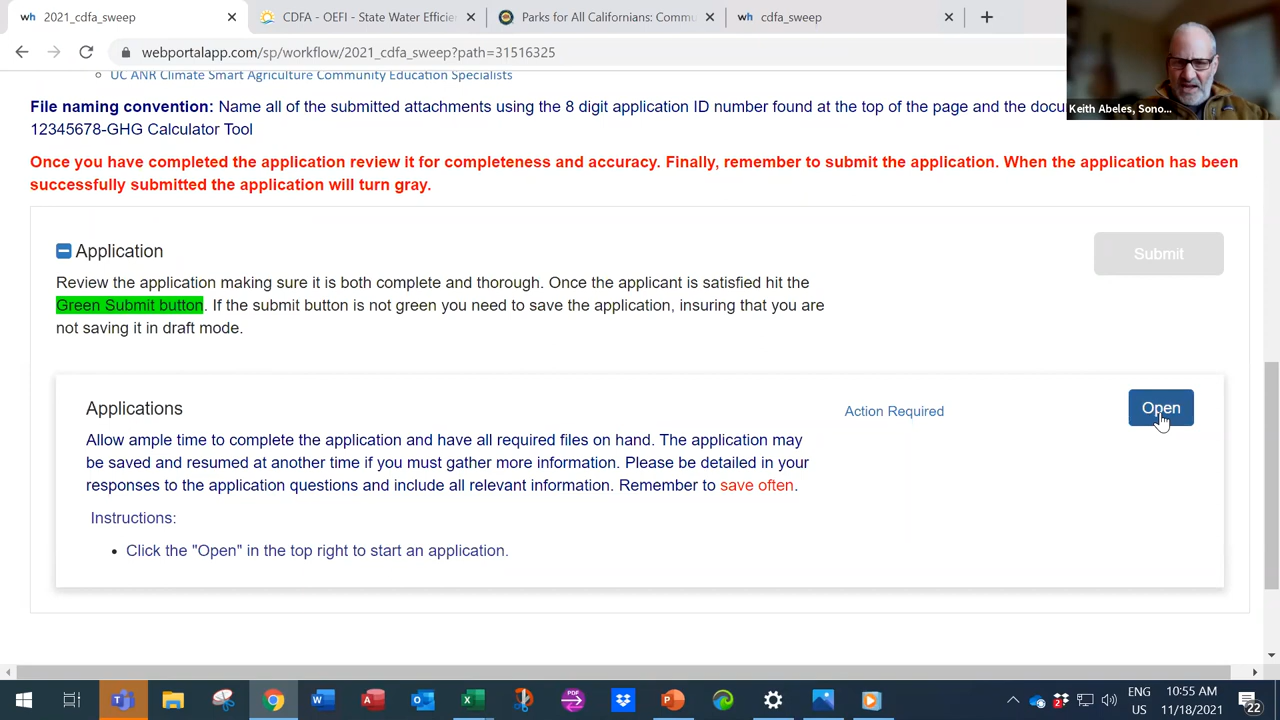 2021_cdfa_sweep
CDFA - OEFI - State Water Efficie
Parks for All Californians: Commu
cdfa_sweep
webportalapp.com/sp/workflow/2021_cdfa_sweep?path=31516325
Keith Abeles, Sono...
UC ANR Climate Smart Agriculture Community Education Specialists
File naming convention: Name all of the submitted attachments using the 8 digit application ID number found at the top of the page and the docu
12345678-GHG Calculator Tool
Once you have completed the application review it for completeness and accuracy. Finally, remember to submit the application. When the application has been
successfully submitted the application will turn gray.
Application
Submit
Review the application making sure it is both complete and thorough. Once the applicant is satisfied hit the
Green Submit button. If the submit button is not green you need to save the application, insuring that you are
not saving it in draft mode.
Applications
Action Required
Open
Allow ample time to complete the application and have all required files on hand. The application may
be saved and resumed at another time if you must gather more information. Please be detailed in your
responses to the application questions and include all relevant information. Remember to save often.
Instructions:
• Click the "Open" in the top right to start an application.
ENG
US
10:55 AM
11/18/2021
22